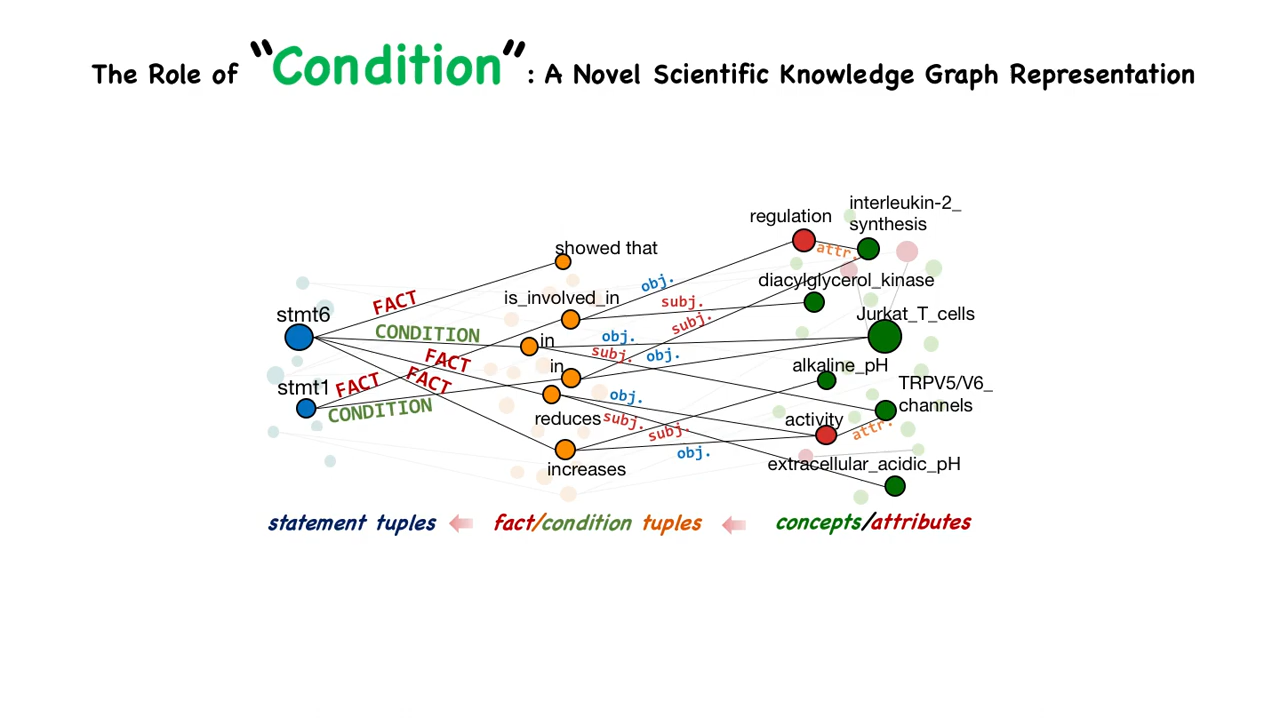 The Role of "Condition": A Novel Scientific Knowledge Graph Representation
interleukin-2_
synthesis
regulation
showed that
attr.
obj.
diacylglycerol_kinase
is_involved_in
subj.
FACT
stmt6
Jurkat_T_cells
subj.
CONDITION
obj.
in
subj.
obj.
FACT
in
alkaline_pH
FACT
stmt1
FACT
TRPV5/V6_
channels
obj.
CONDITION
reduces
subj.
activity
subj.
attr.
obj.
increases
extracellular_acidic_pH
statement tuples
fact/condition tuples
concepts/attributes